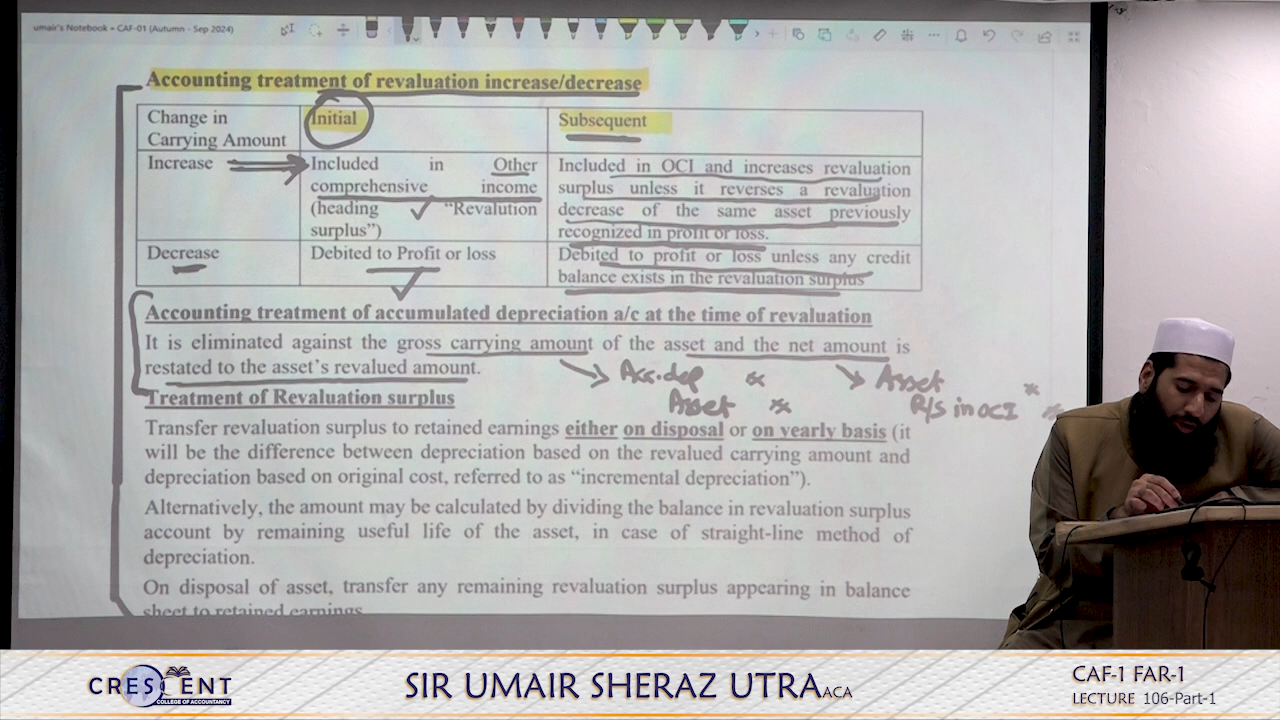 umair's Notebook – CAF-01 (Autumn - Sep 2024)
Accounting treatment of revaluation increase/decrease
Change in
Carrying Amount
Initial
Subsequent
Increase
Included in Other
comprehensive income
(heading "Revalution
surplus")
Included in OCI and increases revaluation
surplus unless it reverses a revaluation
decrease of the same asset previously
recognized in profit or loss.
Decrease
Debited to Profit or loss
Debited to profit or loss unless any credit
balance exists in the revaluation surplus
Accounting treatment of accumulated depreciation a/c at the time of revaluation
It is eliminated against the gross carrying amount of the asset and the net amount is
restated to the asset's revalued amount.
Acc.dep xx
Asset xx
Asset x
R/S in OCI
Treatment of Revaluation surplus
Transfer revaluation surplus to retained earnings either on disposal or on yearly basis (it
will be the difference between depreciation based on the revalued carrying amount and
depreciation based on original cost, referred to as "incremental depreciation").
Alternatively, the amount may be calculated by dividing the balance in revaluation surplus
account by remaining useful life of the asset, in case of straight-line method of
depreciation.
On disposal of asset, transfer any remaining revaluation surplus appearing in balance
sheet to retained earnings
CRESCENT
COLLEGE OF ACCOUNTANCY
SIR UMAIR SHERAZ UTRA ACA
CAF-1 FAR-1
LECTURE 106-Part-1